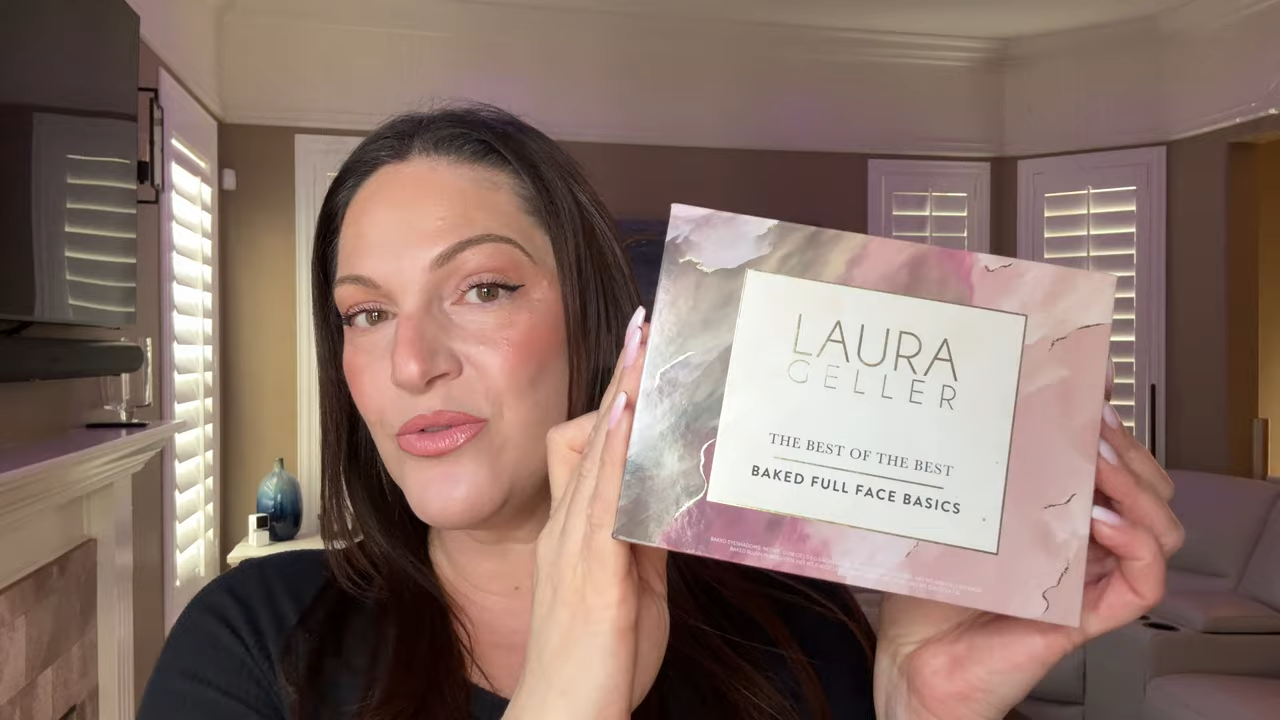 LAURA
GELLER
THE BEST OF THE BEST
BAKED FULL FACE BASICS